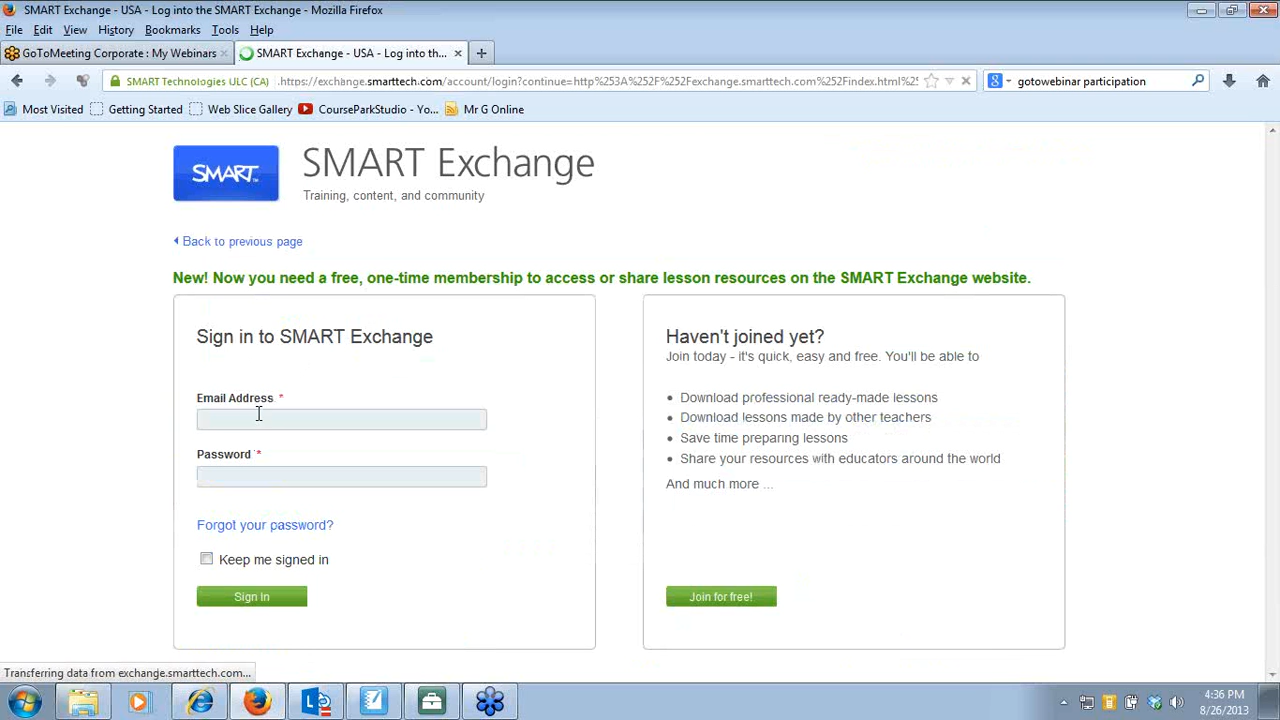 SMART Exchange - USA - Log into the SMART Exchange - Mozilla Firefox
File Edit View History Bookmarks Tools Help
GoToMeeting Corporate : My Webinars × SMART Exchange - USA - Log into th... × +
SMART Technologies ULC (CA) https://exchange.smarttech.com/account/login?continue=http%253A%252F%252Fexchange.smarttech.com%252Findex.html%25 gotowebinar participation
Most Visited Getting Started Web Slice Gallery CourseParkStudio - Yo... Mr G Online
SMART™ SMART Exchange
Training, content, and community
Back to previous page
New! Now you need a free, one-time membership to access or share lesson resources on the SMART Exchange website.
Sign in to SMART Exchange
Email Address *
Password *
Forgot your password?
Keep me signed in
Sign In
Haven't joined yet?
Join today - it's quick, easy and free. You'll be able to
• Download professional ready-made lessons
• Download lessons made by other teachers
• Save time preparing lessons
• Share your resources with educators around the world
And much more ...
Join for free!
Transferring data from exchange.smarttech.com...
4:36 PM
8/26/2013